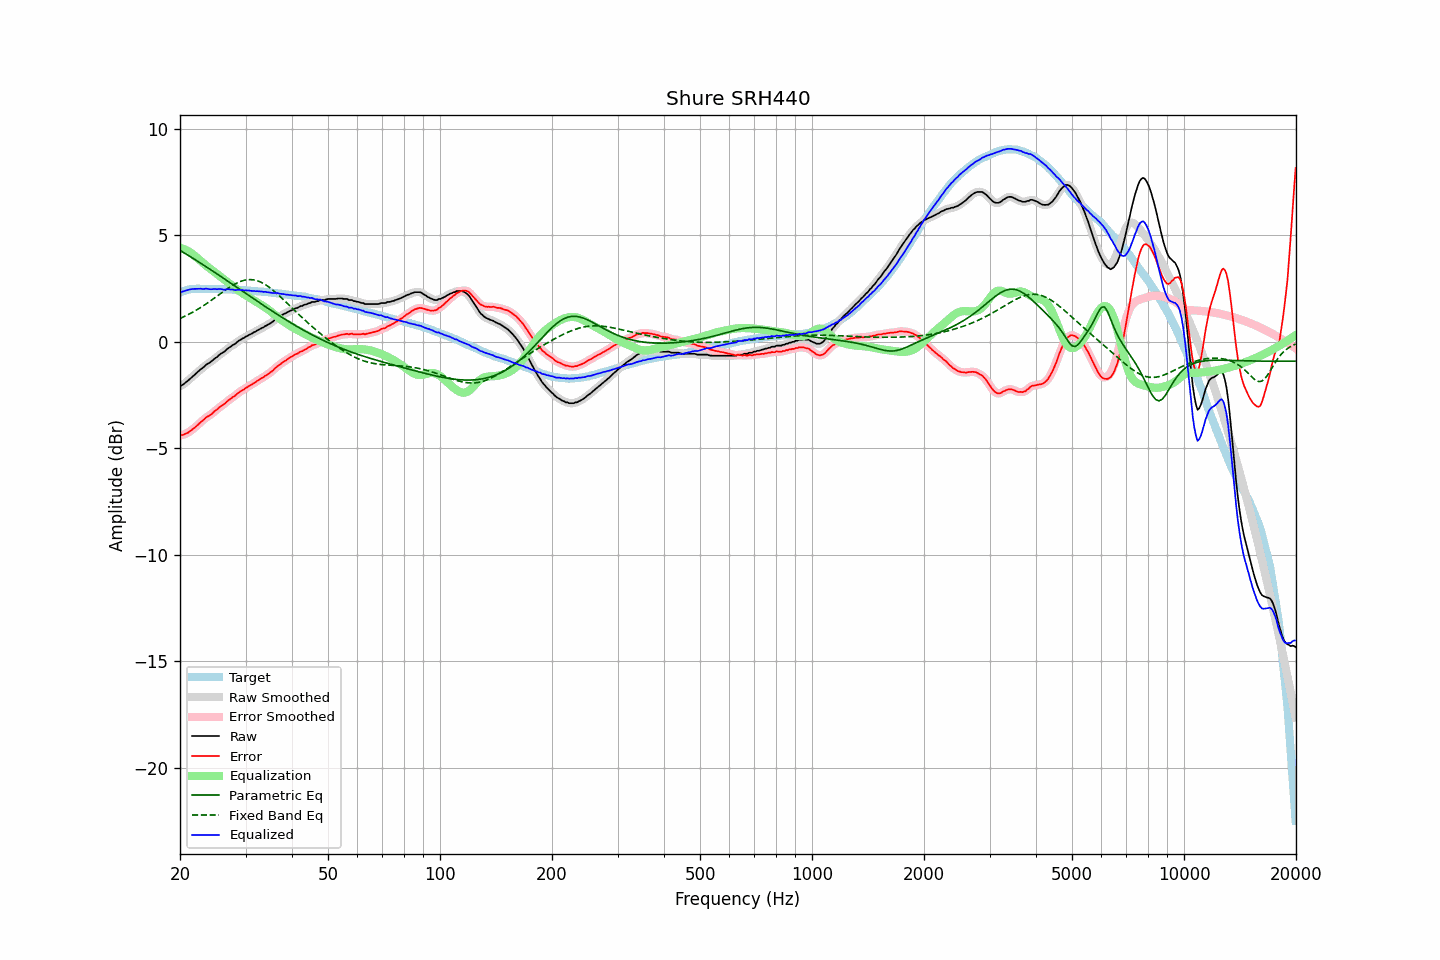 Shure SRH440
10
5
0
−5
−10
−15
−20
Amplitude (dBr)
Target
Raw Smoothed
Error Smoothed
Raw
Error
Equalization
Parametric Eq
Fixed Band Eq
Equalized
20 50 100 200 500 1000 2000 5000 10000 20000
Frequency (Hz)